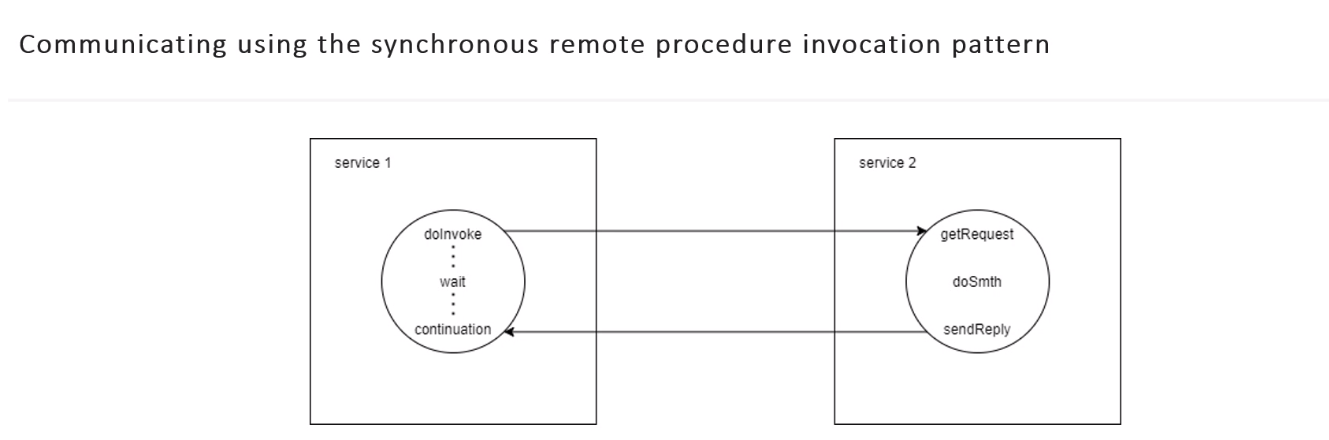 Communicating using the synchronous remote procedure invocation pattern
service 1
doInvoke
wait
continuation
service 2
getRequest
doSmth
sendReply